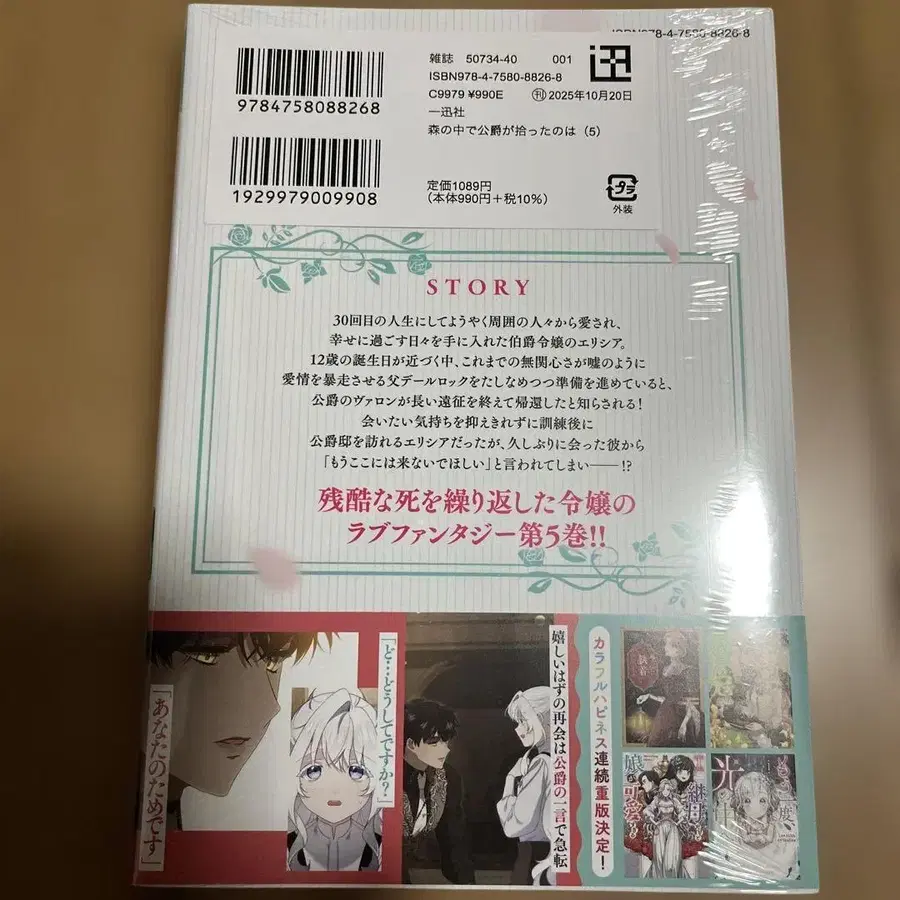 ISBN978-4-7580-8826-8
9784758088268
雑誌 50734-40 001
ISBN978-4-7580-8826-8
C9979 ¥990E ㊞2025年10月20日
一迅社
森の中で公爵が拾ったのは (5)
1929979009908
定価1089円
(本体990円+税10%)
プラ
外装
STORY
30回目の人生にしてようやく周囲の人々から愛され、
幸せに過ごす日々を手に入れた伯爵令嬢のエリシア。
12歳の誕生日が近づく中、これまでの無関心さが嘘のように
愛情を暴走させる父デールロックをたしなめつつ準備を進めていると、
公爵のヴァロンが長い遠征を終えて帰還したと知らされる!
会いたい気持ちを抑えきれずに訓練後に
公爵邸を訪れるエリシアだったが、久しぶりに会った彼から
「もうここには来ないでほしい」と言われてしまい――!?
残酷な死を繰り返した令嬢の
ラブファンタジー第5巻!!
「ど…どうしてですか?」
「あなたのためです」
嬉しいはずの再会は公爵の一言で急転
カラフルハピネス連続重版決定!